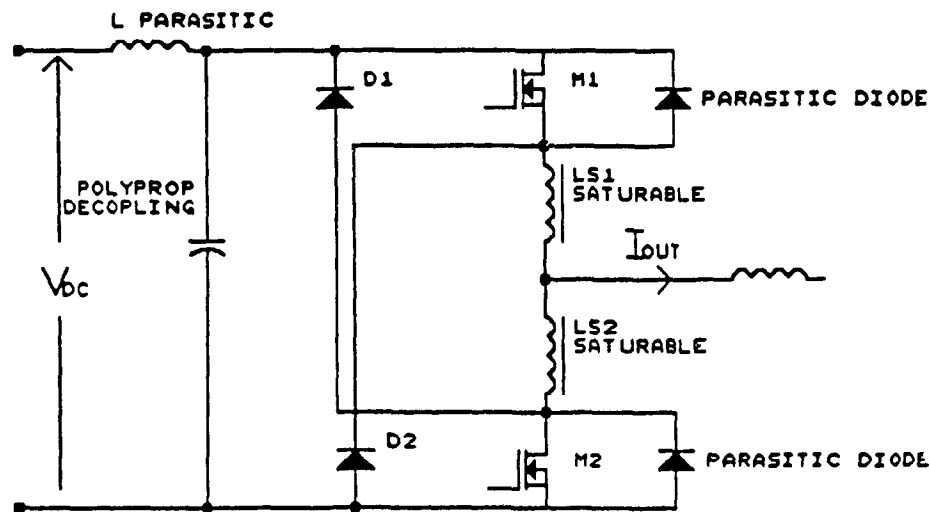 L PARASITIC
D1
M1
PARASITIC DIODE
POLYPROP
DECOPLING
LS1
SATURABLE
IOUT
VDC
LS2
SATURABLE
D2
M2
PARASITIC DIODE